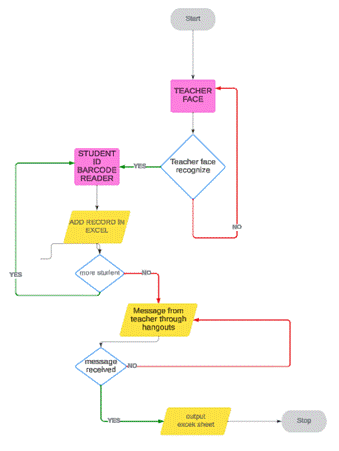 Start
TEACHER
FACE
STUDENT
ID
BARCODE
READER
YES
Teacher face
recognize
NO
ADD RECORD IN
EXCEL
YES
more student
NO
Message from
teacher through
hangouts
message
received
NO
YES
output
excek sheet
Stop